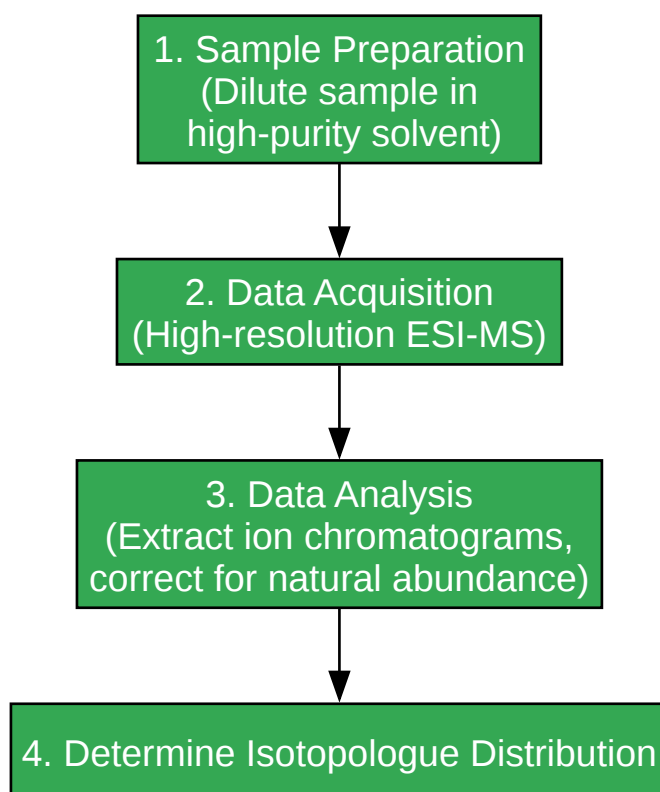 1. Sample Preparation
(Dilute sample in
high-purity solvent)
2. Data Acquisition
(High-resolution ESI-MS)
3. Data Analysis
(Extract ion chromatograms,
correct for natural abundance)
4. Determine Isotopologue Distribution